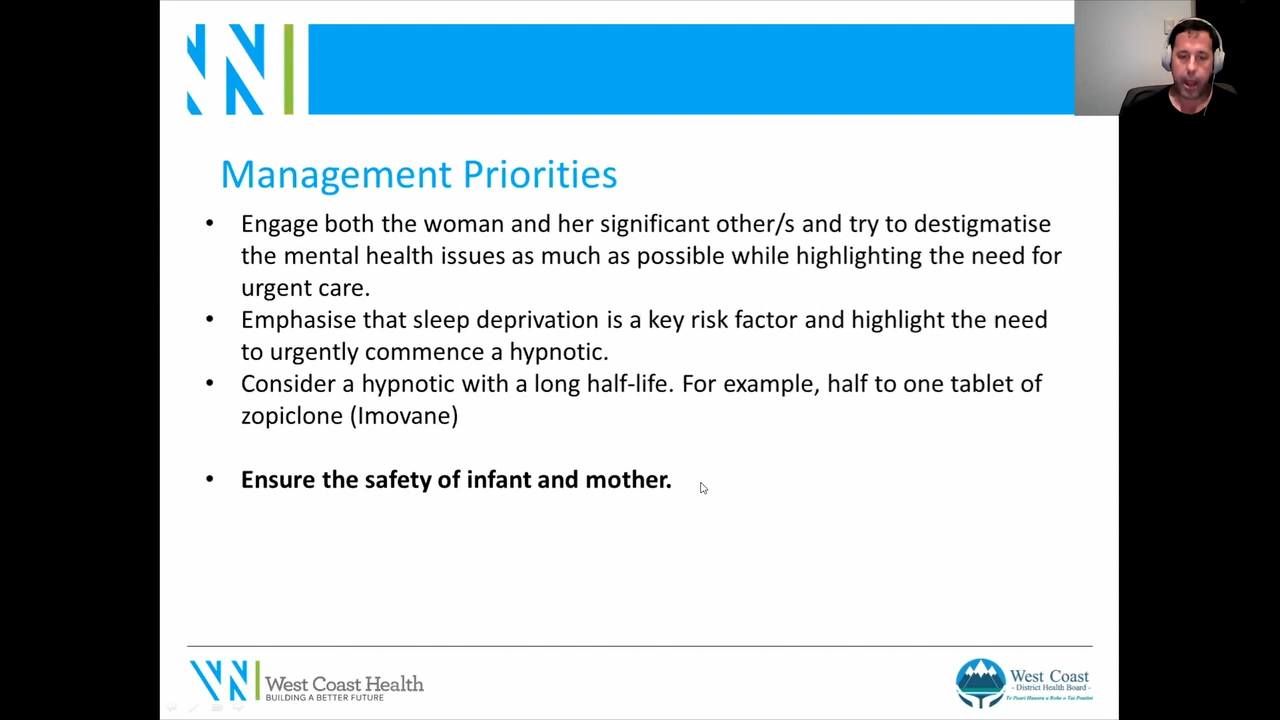 Management Priorities
• Engage both the woman and her significant other/s and try to destigmatise
the mental health issues as much as possible while highlighting the need for
urgent care.
• Emphasise that sleep deprivation is a key risk factor and highlight the need
to urgently commence a hypnotic.
• Consider a hypnotic with a long half-life. For example, half to one tablet of
zopiclone (Imovane)
• Ensure the safety of infant and mother.
West Coast Health
BUILDING A BETTER FUTURE
West Coast
- District Health Board -
Te Poari Hauora a Rohe o Tai Poutini